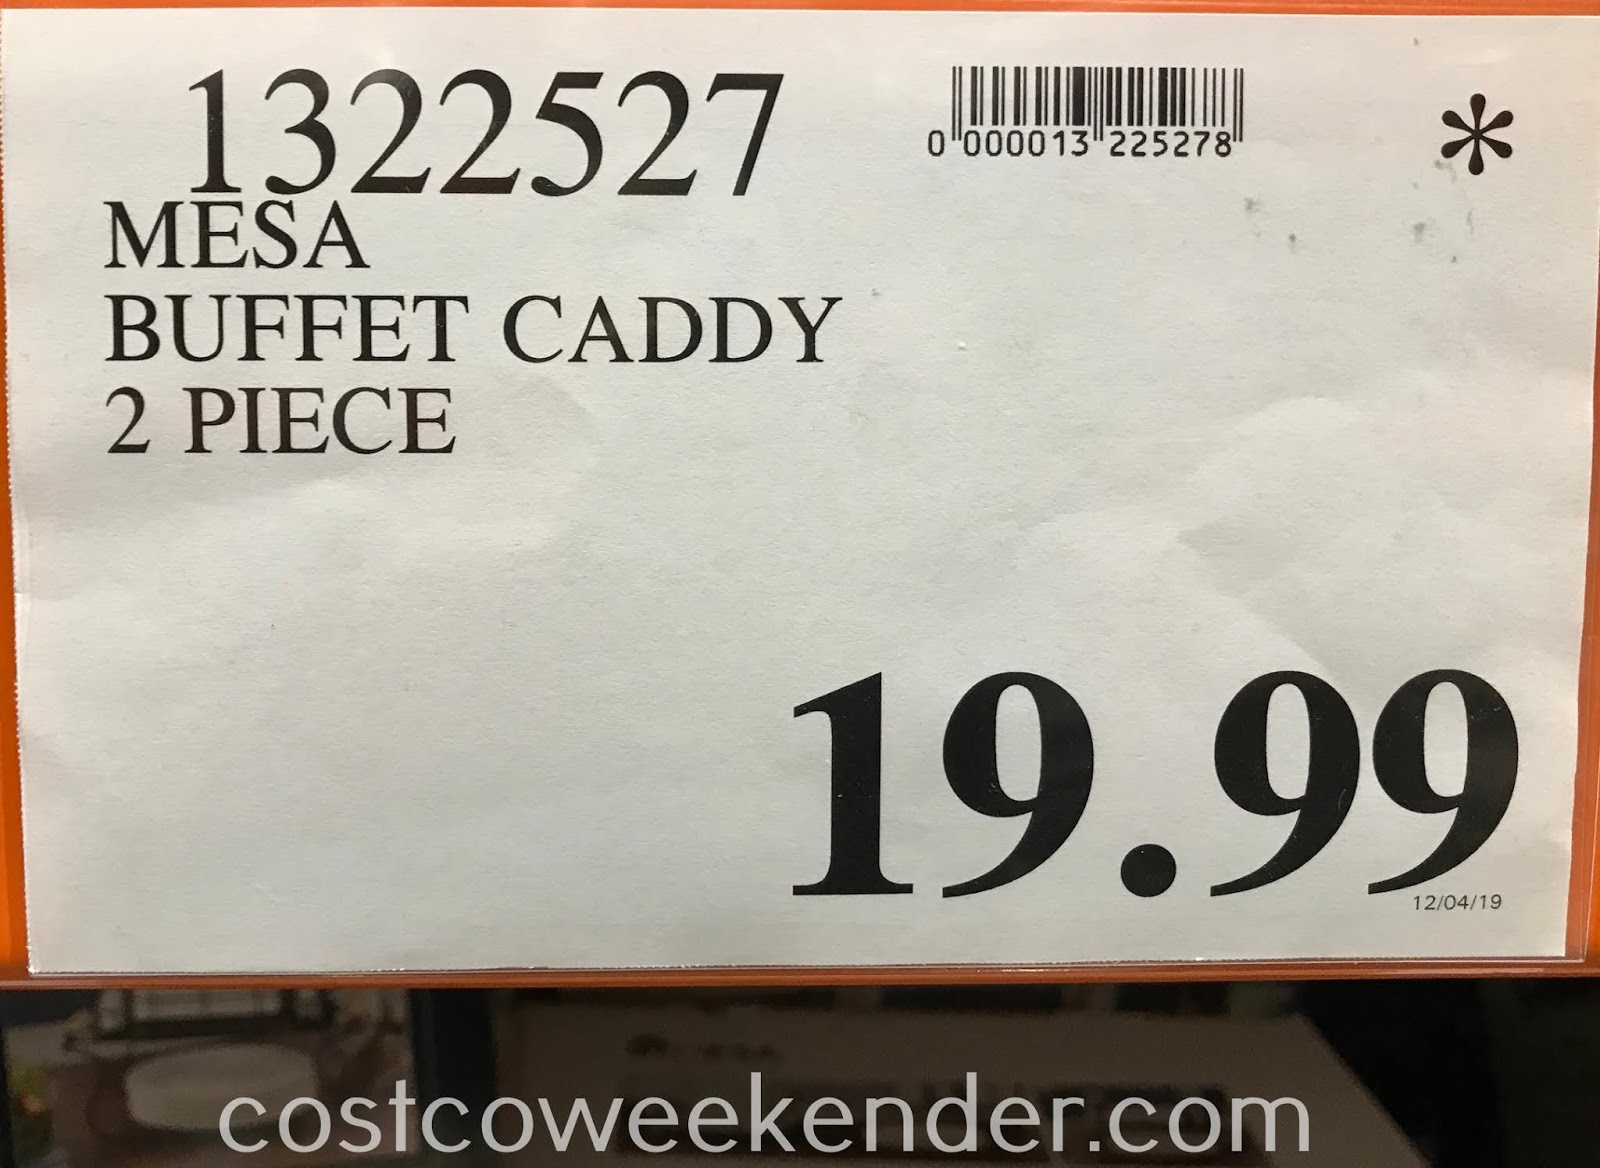 1322527
0 000013 225278
*
MESA
BUFFET CADDY
2 PIECE
19.99
12/04/19
costcoweekender.com